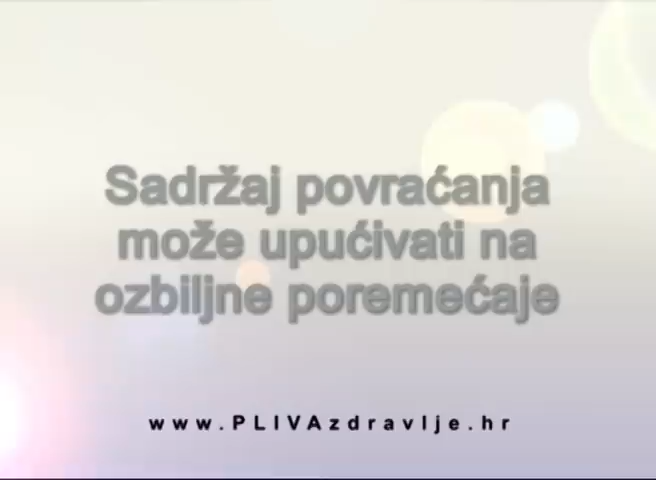 Sadržaj povraćanja
može upućivati na
ozbiljne poremećaje
www.PLIVAzdravlje.hr